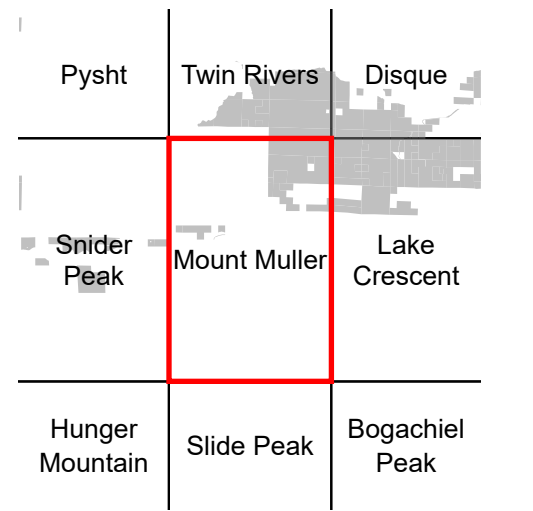 Pysht
Twin Rivers
Disque
Snider
Peak
Mount Muller
Lake
Crescent
Hunger
Mountain
Slide Peak
Bogachiel
Peak